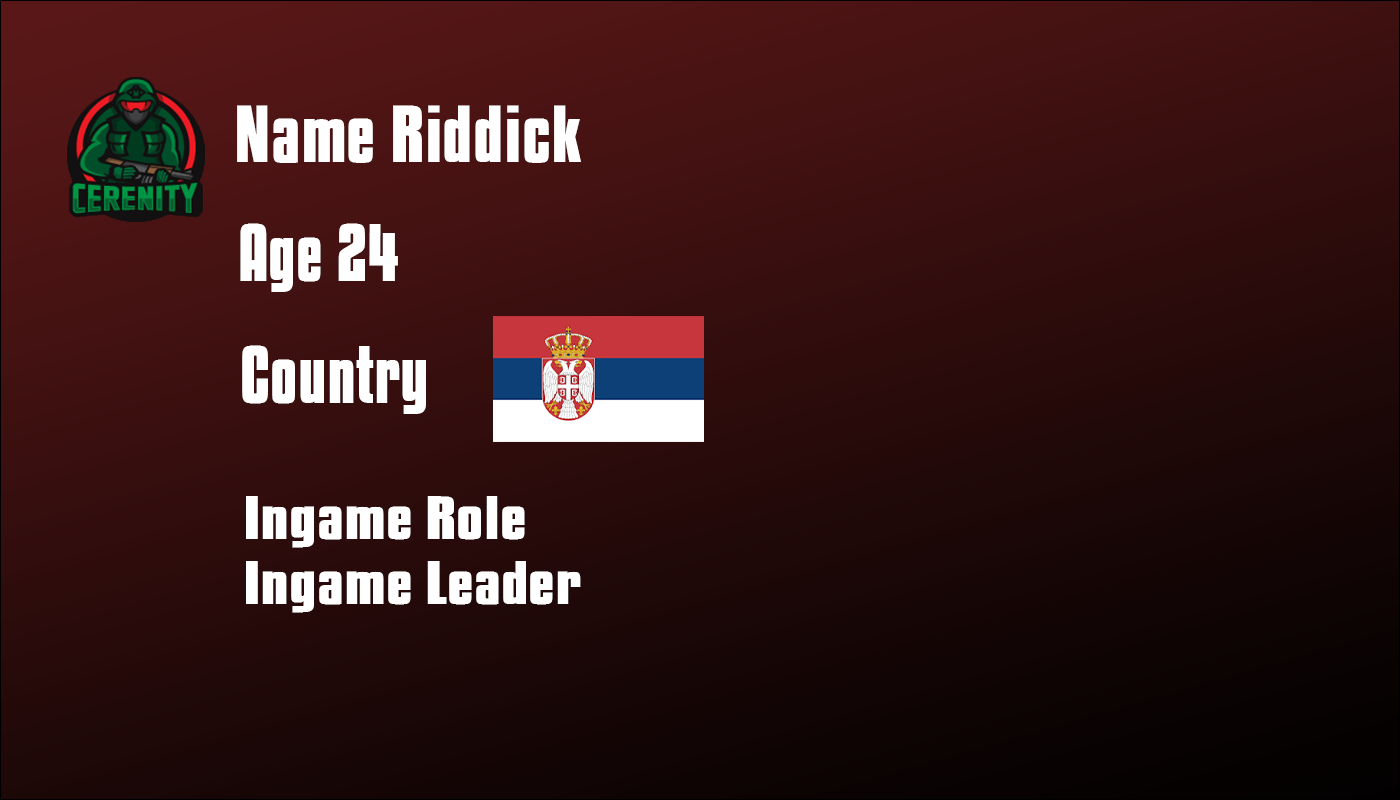 CERENITY
Name Riddick
Age 24
Country
Ingame Role
Ingame Leader